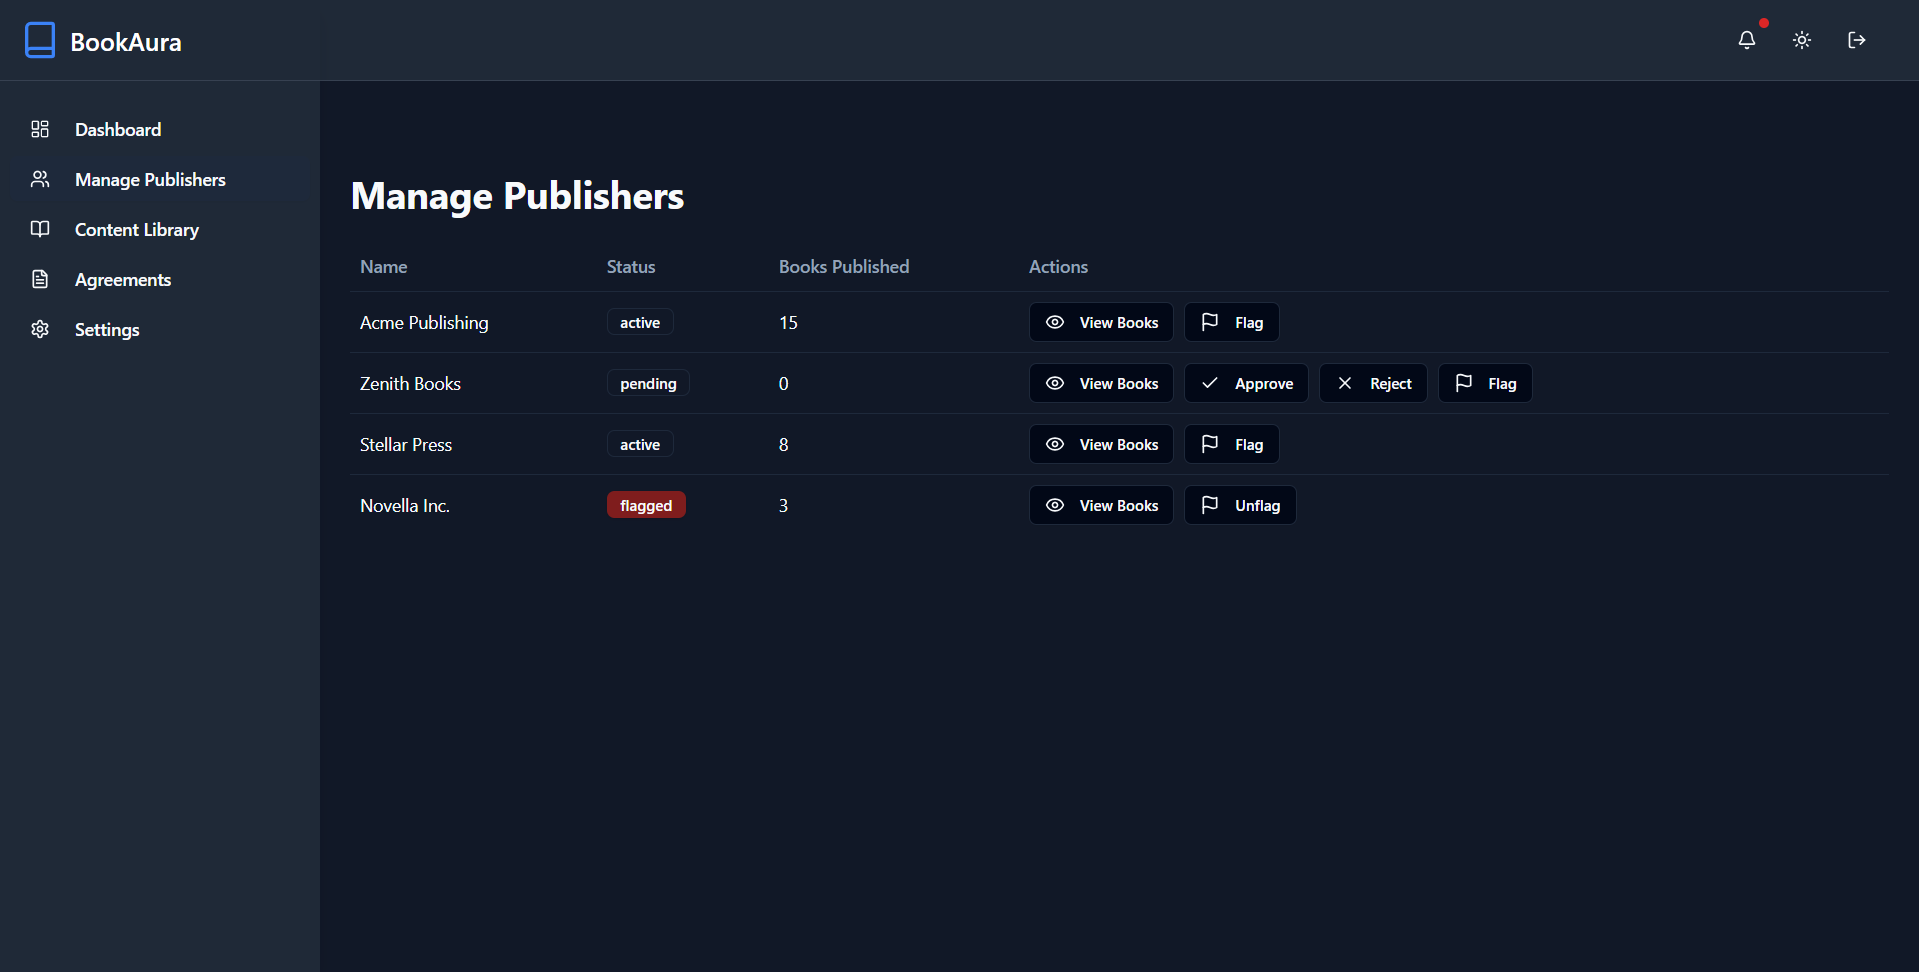 BookAura
Dashboard
Manage Publishers
Content Library
Agreements
Settings
Manage Publishers
Name Status Books Published Actions
Acme Publishing active 15 View Books Flag
Zenith Books pending 0 View Books Approve Reject Flag
Stellar Press active 8 View Books Flag
Novella Inc. flagged 3 View Books Unflag